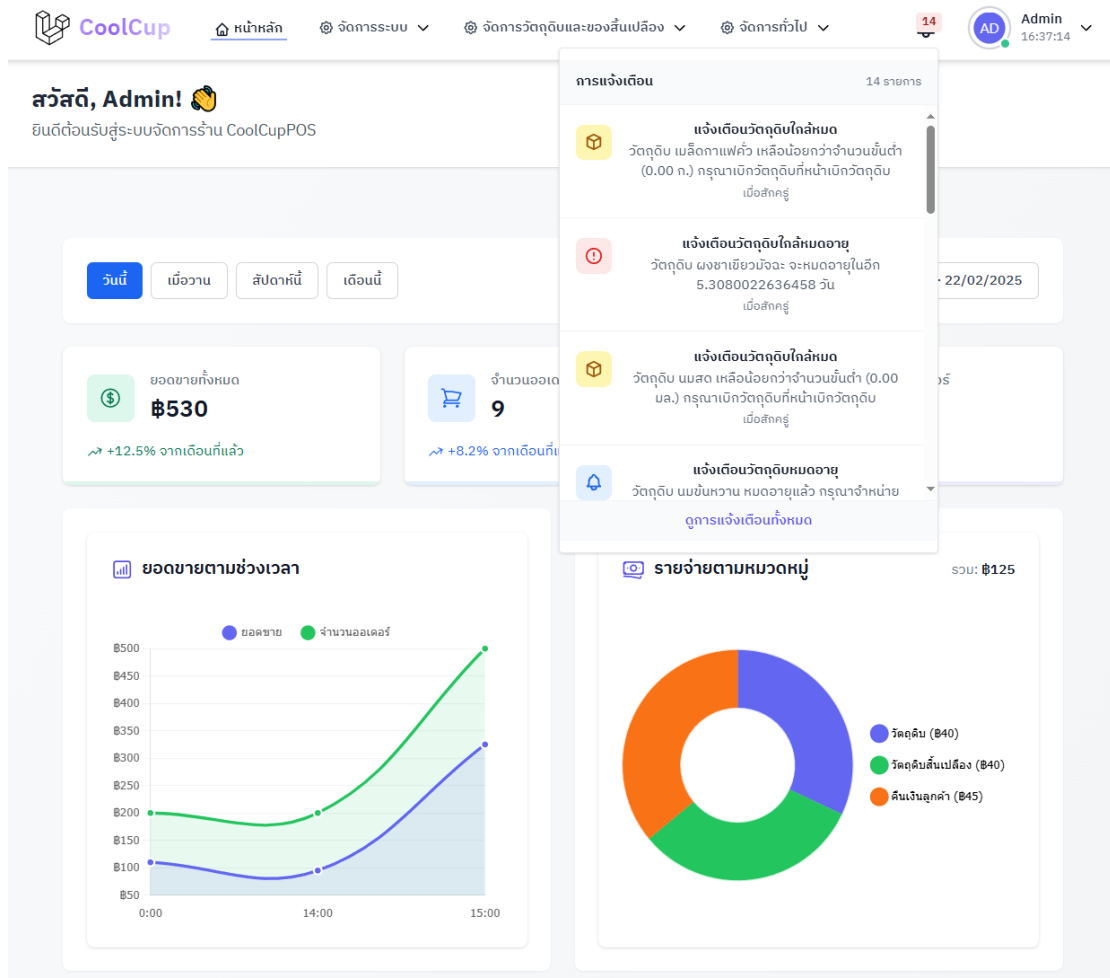 CoolCup
หน้าหลัก
จัดการระบบ
จัดการวัตถุดิบและของสิ้นเปลือง
จัดการทั่วไป
14
AD
Admin
16:37:14
สวัสดี, Admin! 👋
ยินดีต้อนรับสู่ระบบจัดการร้าน CoolCupPOS
การแจ้งเตือน
14 รายการ
แจ้งเตือนวัตถุดิบใกล้หมด
วัตถุดิบ เมล็ดกาแฟคั่ว เหลือน้อยกว่าจำนวนขั้นต่ำ
(0.00 ก.) กรุณาเบิกวัตถุดิบที่หน้าเบิกวัตถุดิบ
เมื่อสักครู่
แจ้งเตือนวัตถุดิบใกล้หมดอายุ
วัตถุดิบ ผงชาเขียวมัจฉะ จะหมดอายุในอีก
5.3080022636458 วัน
เมื่อสักครู่
แจ้งเตือนวัตถุดิบใกล้หมด
วัตถุดิบ นมสด เหลือน้อยกว่าจำนวนขั้นต่ำ (0.00
มล.) กรุณาเบิกวัตถุดิบที่หน้าเบิกวัตถุดิบ
เมื่อสักครู่
แจ้งเตือนวัตถุดิบหมดอายุ
วัตถุดิบ นมข้นหวาน หมดอายุแล้ว กรุณาจำหน่าย
ดูการแจ้งเตือนทั้งหมด
วันนี้
เมื่อวาน
สัปดาห์นี้
เดือนนี้
22/02/2025
ยอดขายทั้งหมด
฿530
+12.5% จากเดือนที่แล้ว
จำนวนออเด
9
+8.2% จากเดือนที่
ยอดขายตามช่วงเวลา
ยอดขาย
จำนวนออเดอร์
฿500
฿450
฿400
฿350
฿300
฿250
฿200
฿150
฿100
฿50
0:00
14:00
15:00
รายจ่ายตามหมวดหมู่
รวม: ฿125
วัตถุดิบ (฿40)
วัตถุดิบสิ้นเปลือง (฿40)
คืนเงินลูกค้า (฿45)